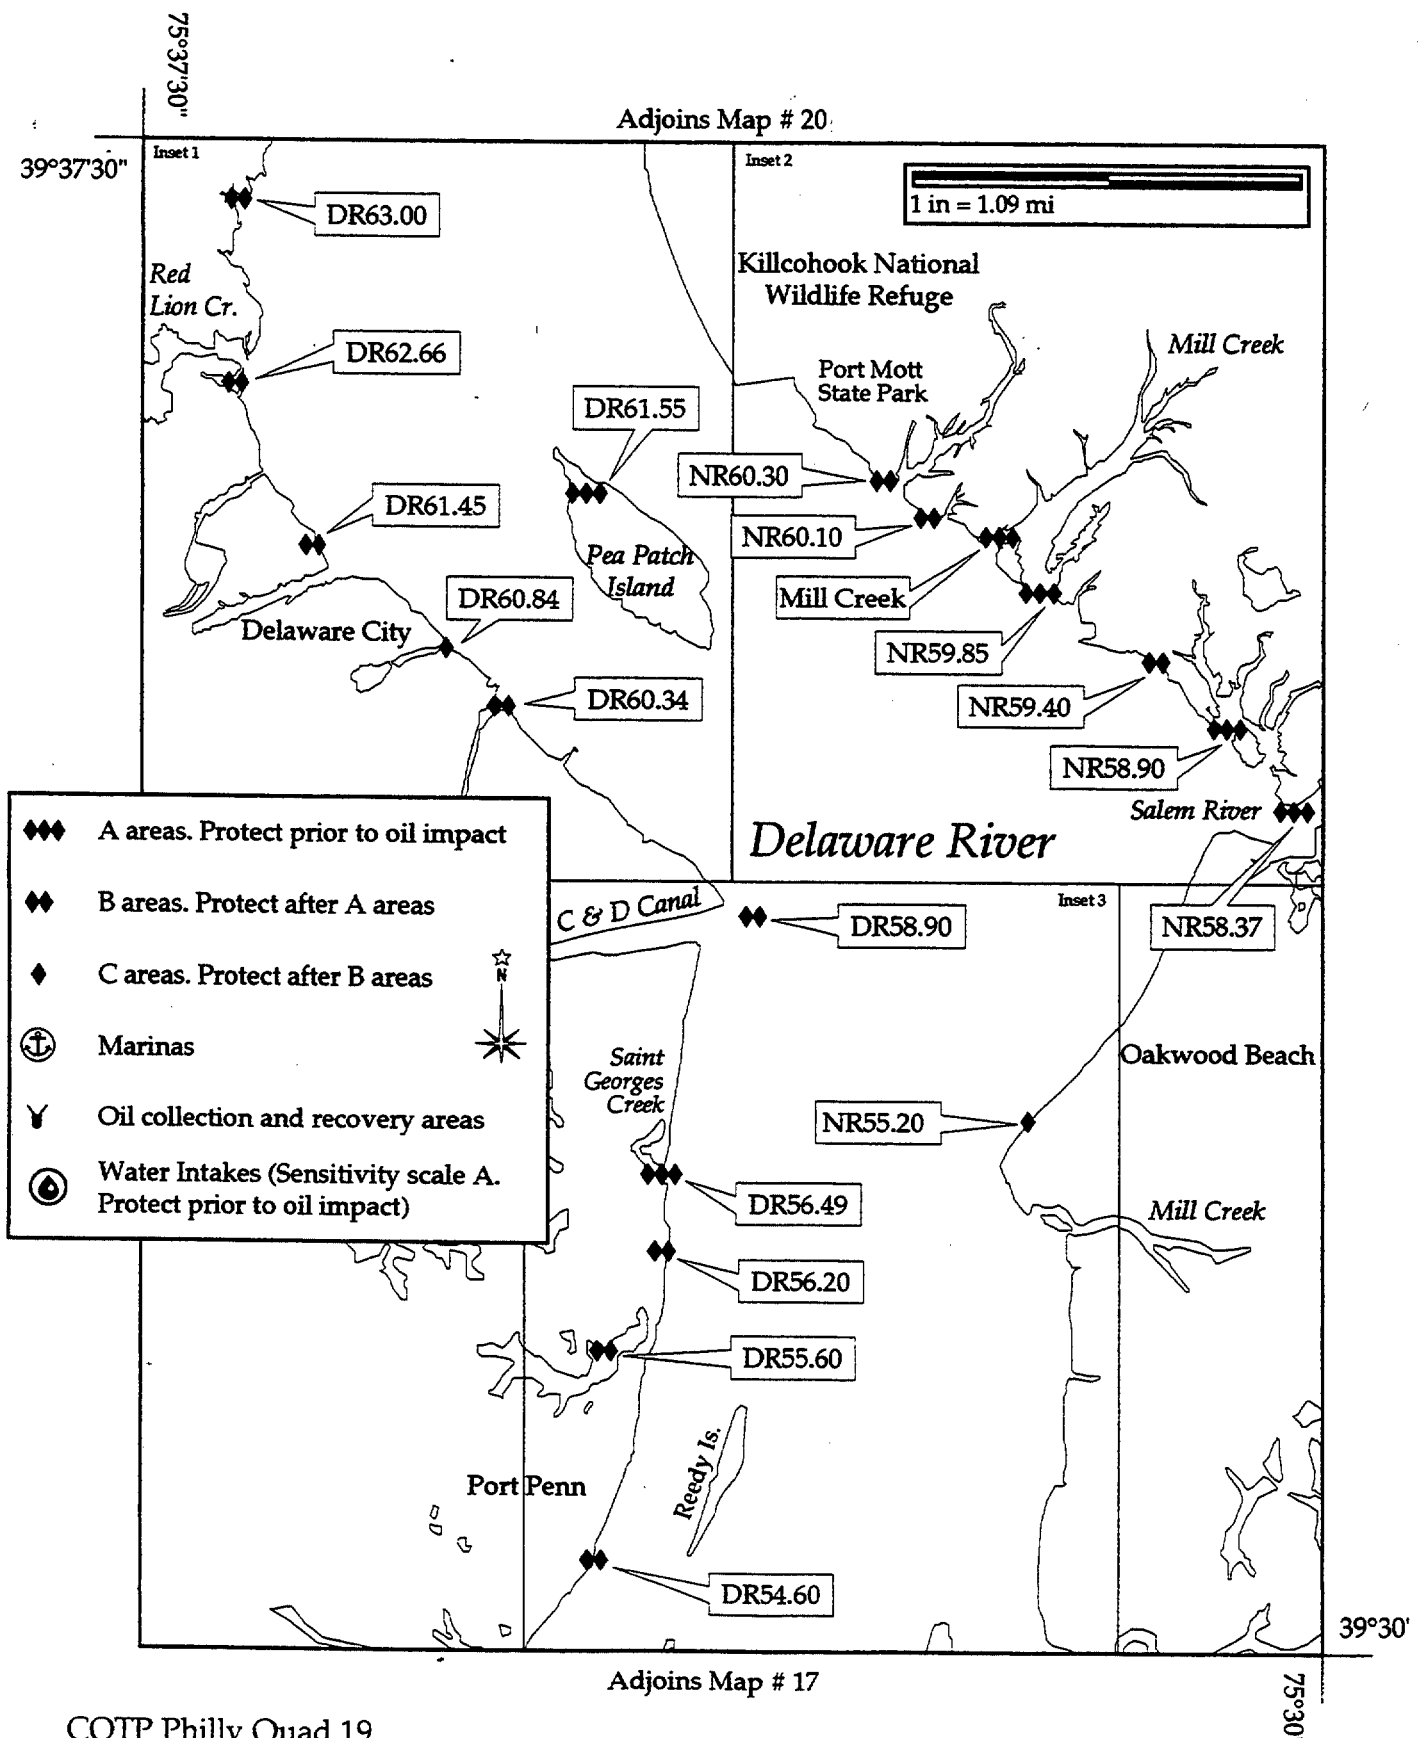 75°37'30"
Adjoins Map # 20
39°37'30"
Inset 1
Inset 2
1 in = 1.09 mi
DR63.00
Killcohook National
Wildlife Refuge
Red
Lion Cr.
DR62.66
Mill Creek
Port Mott
State Park
DR61.55
NR60.30
DR61.45
NR60.10
Pea Patch
Island
DR60.84
Mill Creek
Delaware City
NR59.85
DR60.34
NR59.40
NR58.90
Salem River
Delaware River
A areas. Protect prior to oil impact
B areas. Protect after A areas
C areas. Protect after B areas
N
Marinas
Oil collection and recovery areas
Water Intakes (Sensitivity scale A.
Protect prior to oil impact)
C & D Canal
Inset 3
DR58.90
NR58.37
Saint
Georges
Creek
Oakwood Beach
NR55.20
DR56.49
Mill Creek
DR56.20
DR55.60
Reedy Is.
Port Penn
DR54.60
39°30'
Adjoins Map # 17
75°30
COTP Philly Quad 19